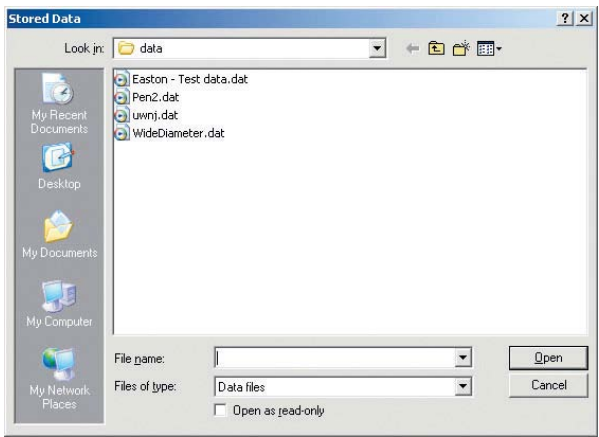 Stored Data
Look in: data
Easton - Test data.dat
Pen2.dat
uwnj.dat
WideDiameter.dat
My Recent
Documents
Desktop
My Documents
My Computer
My Network
Places
File name:
Open
Files of type: Data files
Cancel
Open as read-only